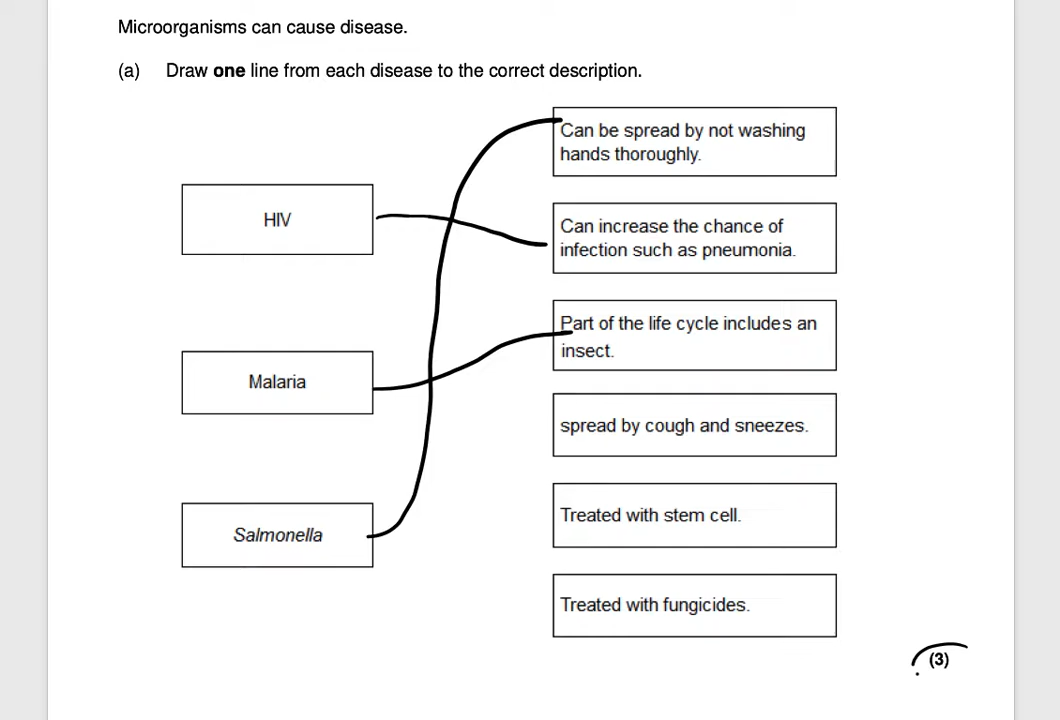 Microorganisms can cause disease.
(a) Draw one line from each disease to the correct description.
Can be spread by not washing
hands thoroughly.
HIV
Can increase the chance of
infection such as pneumonia.
Part of the life cycle includes an
insect.
Malaria
spread by cough and sneezes.
Treated with stem cell.
Salmonella
Treated with fungicides.
(3)